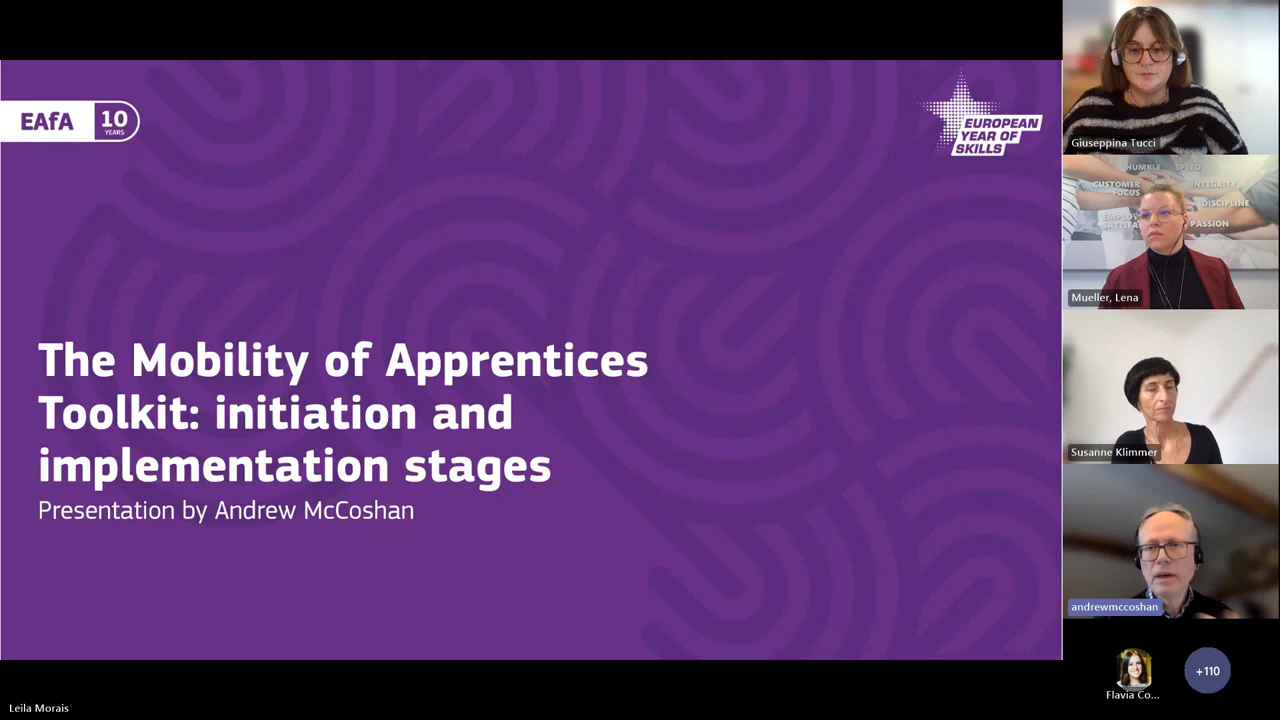 EAfA
10
YEARS
EUROPEAN
YEAR OF
SKILLS
The Mobility of Apprentices
Toolkit: initiation and
implementation stages
Presentation by Andrew McCoshan
Leila Morais
Giuseppina Tucci
HUMBLE SPEED
CUSTOMER
FOCUS
INTEGRITY
DISCIPLINE
PASSION
Mueller, Lena
Susanne Klimmer
andrewmccoshan
Flavia Co...
+110